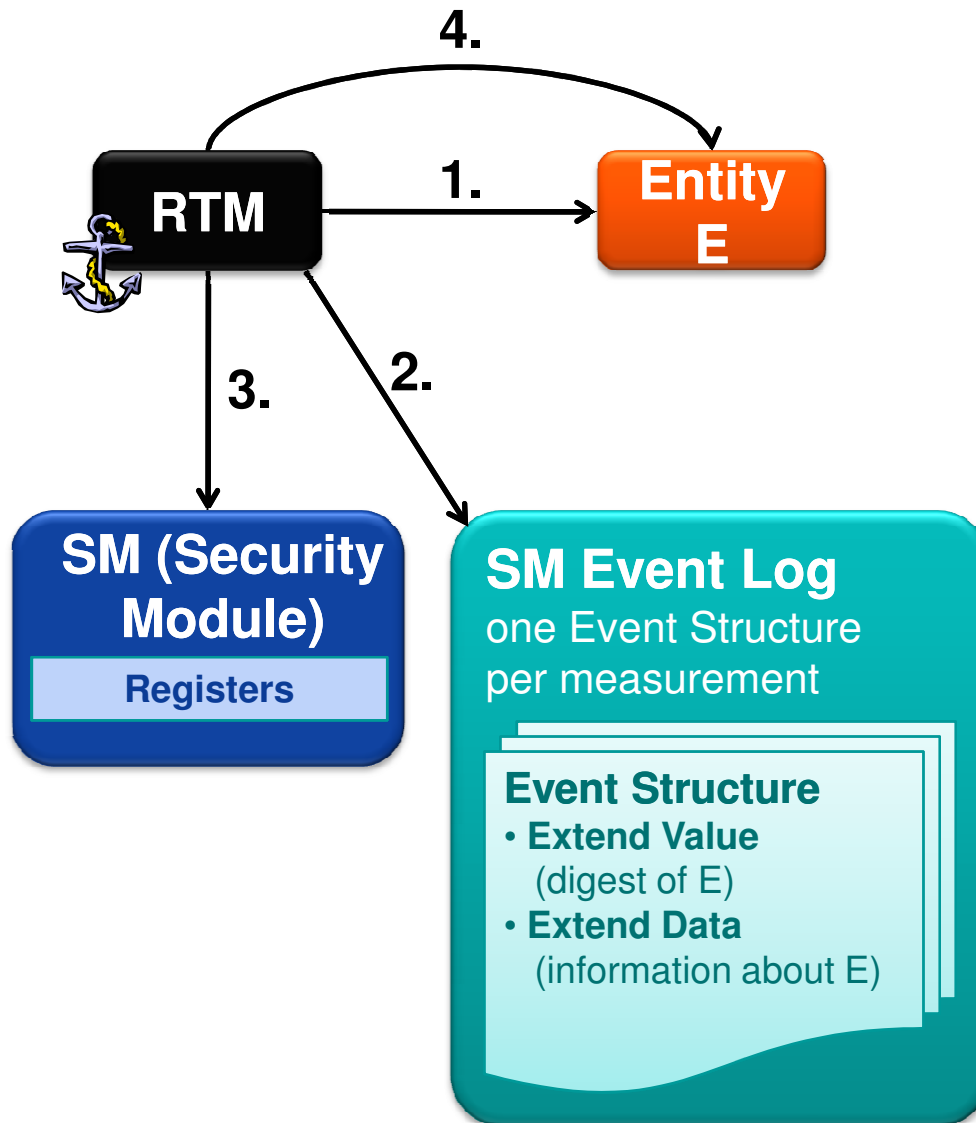 4.
RTM
1.
Entity
E
3.
2.
SM (Security
Module)
Registers
SM Event Log
one Event Structure
per measurement
Event Structure
• Extend Value
(digest of E)
• Extend Data
(information about E)